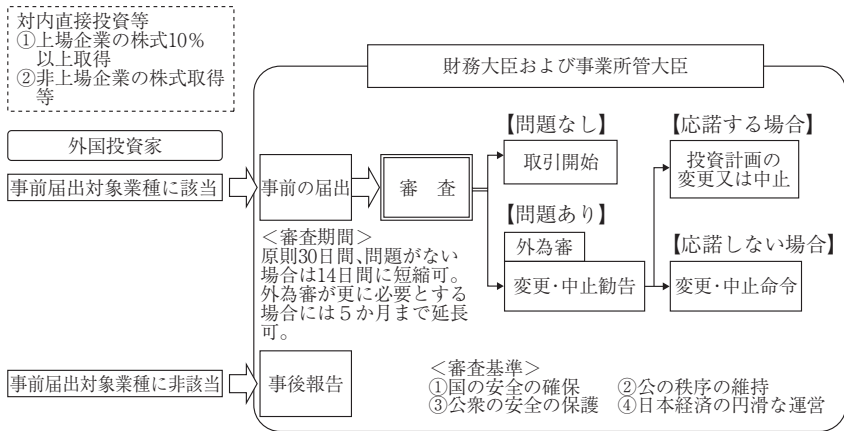 対内直接投資等
①上場企業の株式10%
以上取得
②非上場企業の株式取得
等
財務大臣および事業所管大臣
外国投資家
【問題なし】
【応諾する場合】
事前届出対象業種に該当
事前の届出
審　査
取引開始
投資計画の
変更又は中止
<審査期間>
原則30日間、問題がない
場合は14日間に短縮可。
外為審が更に必要とする
場合には５か月まで延長
可。
【問題あり】
外為審
変更・中止勧告
【応諾しない場合】
変更・中止命令
事前届出対象業種に非該当
事後報告
<審査基準>
①国の安全の確保　②公の秩序の維持
③公衆の安全の保護　④日本経済の円滑な運営